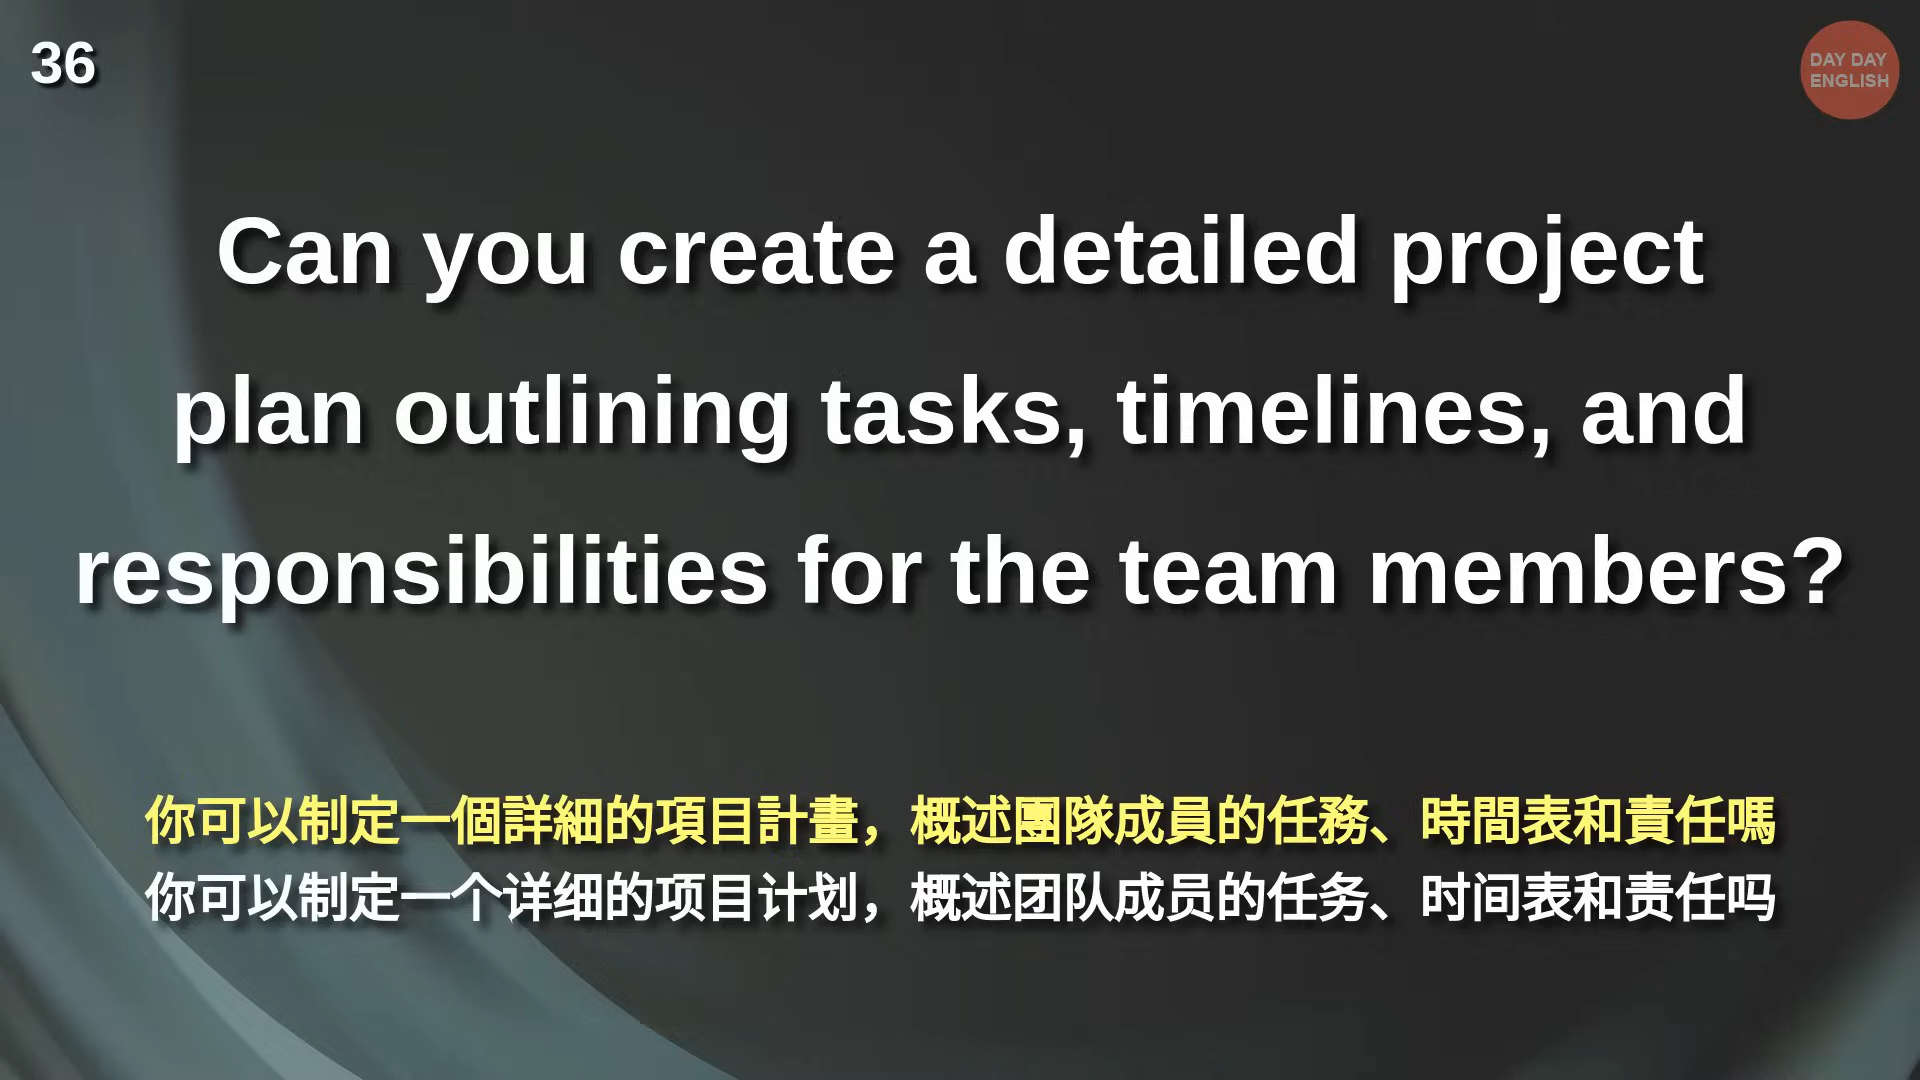 36
DAY DAY
ENGLISH
Can you create a detailed project
plan outlining tasks, timelines, and
responsibilities for the team members?
你可以制定一個詳細的項目計畫，概述團隊成員的任務、時間表和責任嗎
你可以制定一个详细的项目计划，概述团队成员的任务、时间表和责任吗